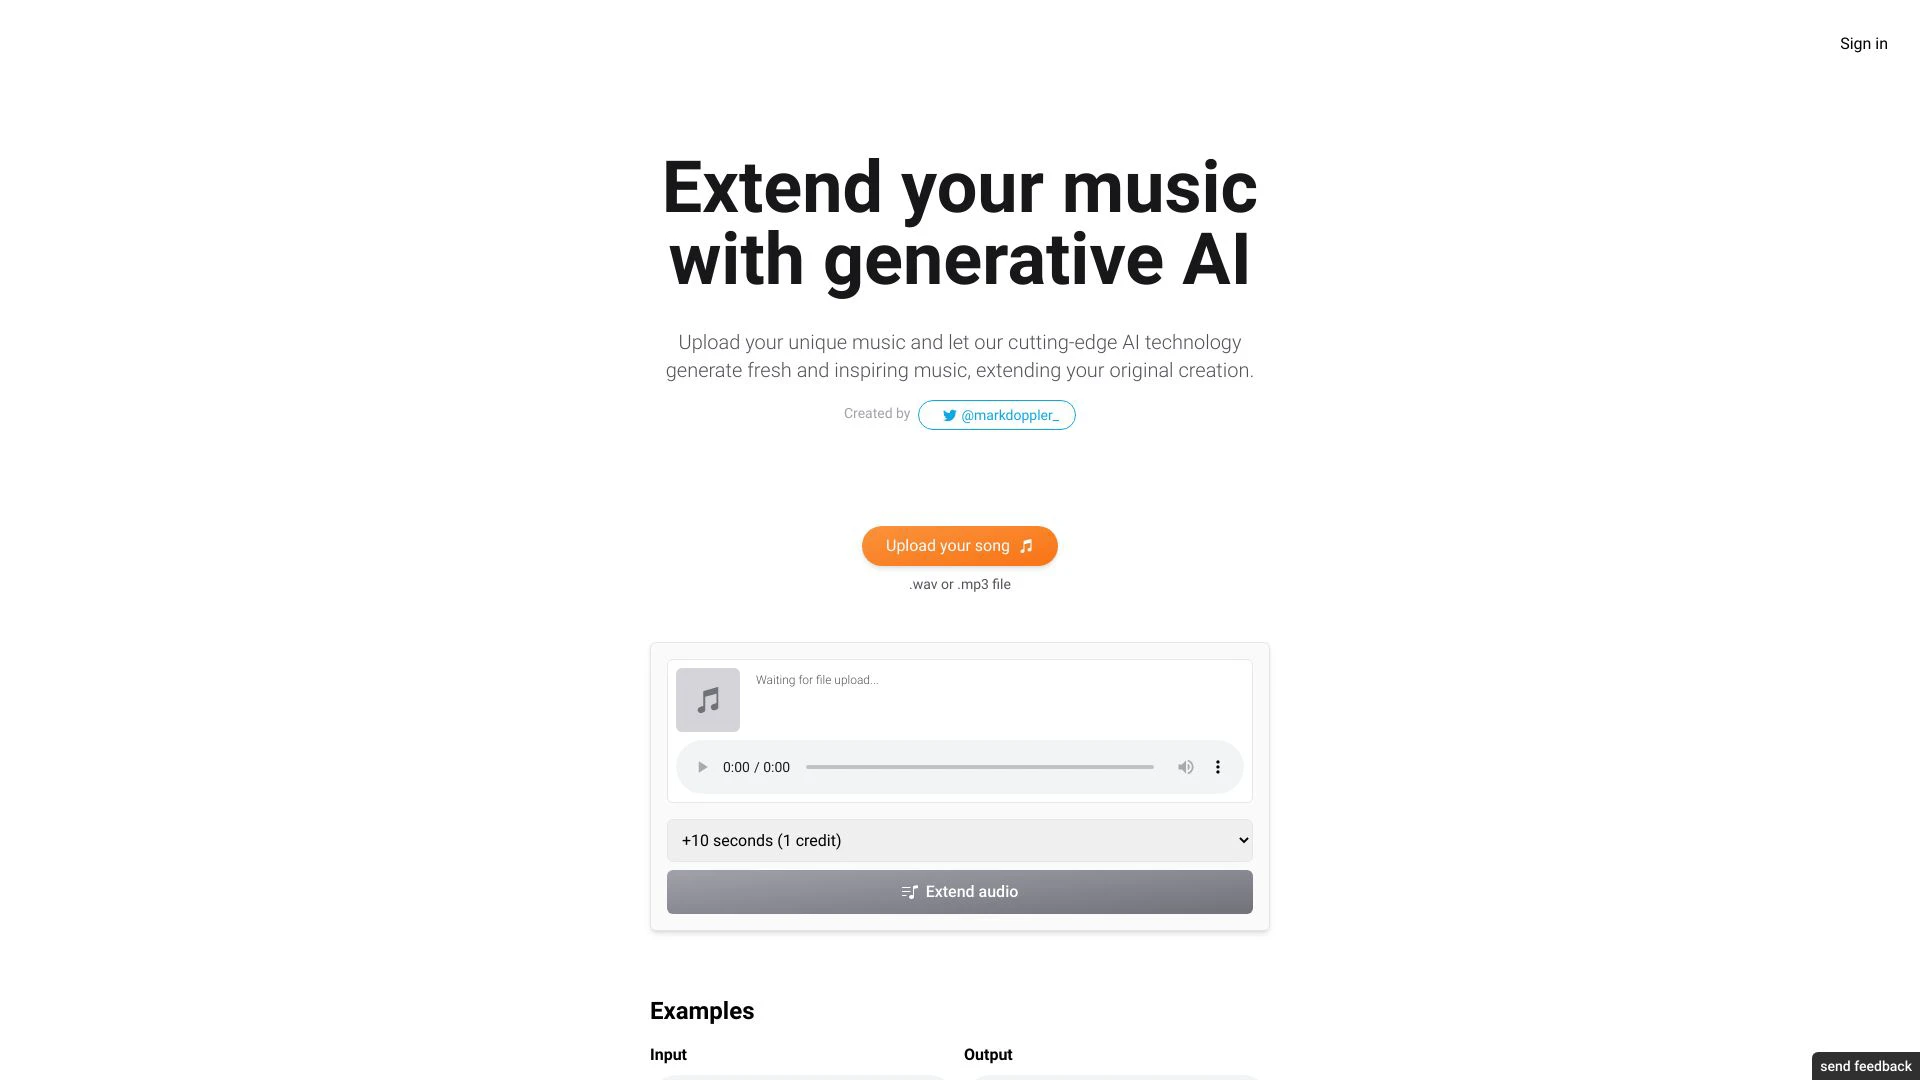 Sign in
Extend your music
with generative AI
Upload your unique music and let our cutting-edge AI technology
generate fresh and inspiring music, extending your original creation.
Created by @markdoppler_
Upload your song
.wav or .mp3 file
Waiting for file upload...
0:00 / 0:00
+10 seconds (1 credit)
Extend audio
Examples
Input Output
send feedback